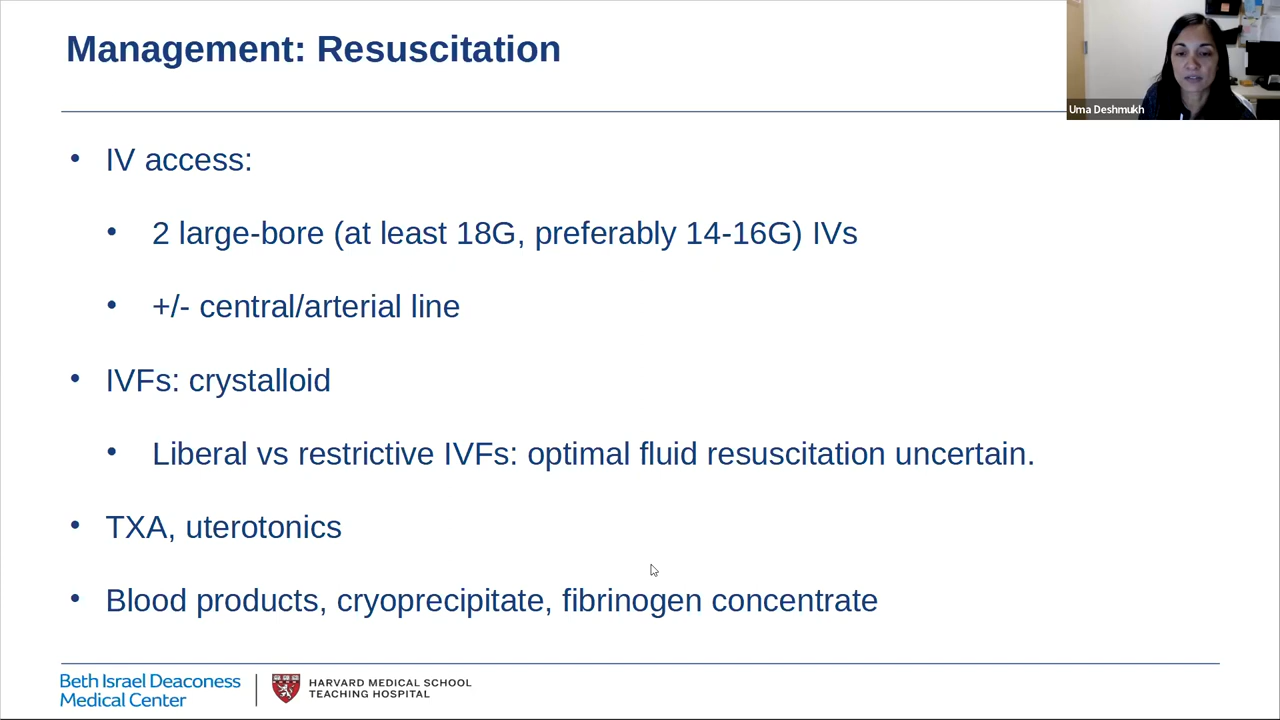 Management: Resuscitation
Uma Deshmukh
• IV access:
• 2 large-bore (at least 18G, preferably 14-16G) IVs
• +/- central/arterial line
• IVFs: crystalloid
• Liberal vs restrictive IVFs: optimal fluid resuscitation uncertain.
• TXA, uterotonics
• Blood products, cryoprecipitate, fibrinogen concentrate
Beth Israel Deaconess
Medical Center
HARVARD MEDICAL SCHOOL
TEACHING HOSPITAL